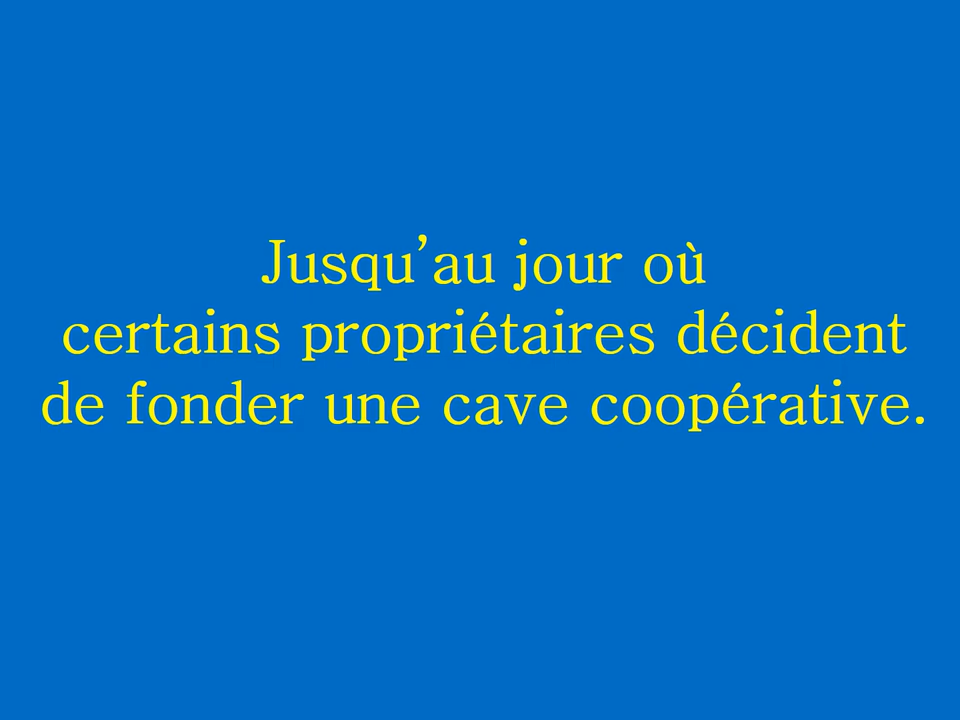 Jusqu’au jour où
certains propriétaires décident
de fonder une cave coopérative.